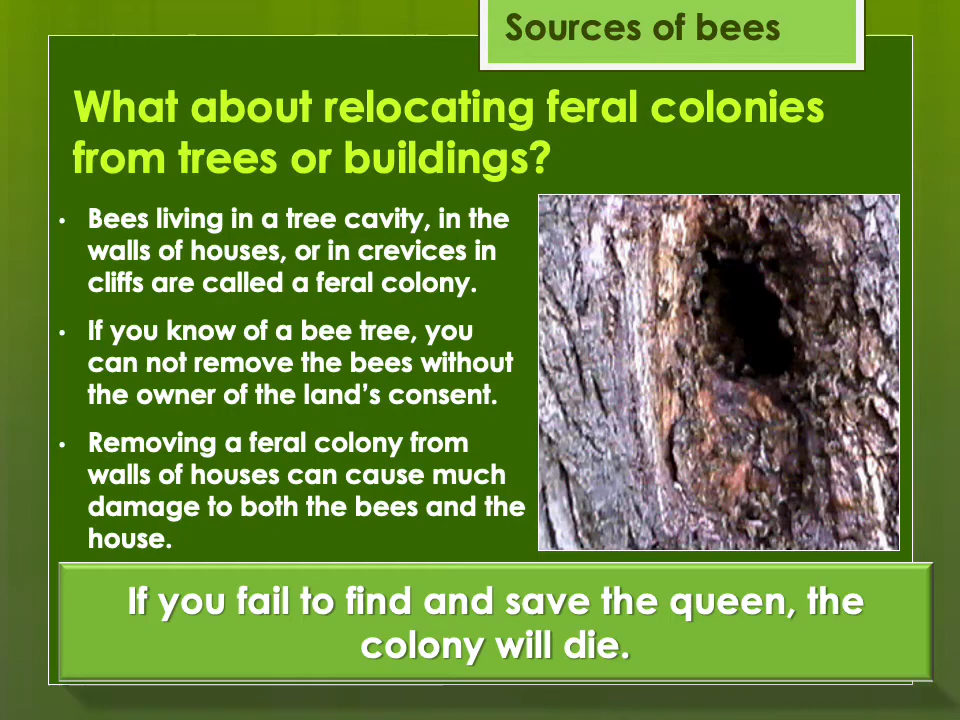 Sources of bees
What about relocating feral colonies
from trees or buildings?
• Bees living in a tree cavity, in the
walls of houses, or in crevices in
cliffs are called a feral colony.
• If you know of a bee tree, you
can not remove the bees without
the owner of the land's consent.
• Removing a feral colony from
walls of houses can cause much
damage to both the bees and the
house.
If you fail to find and save the queen, the
colony will die.